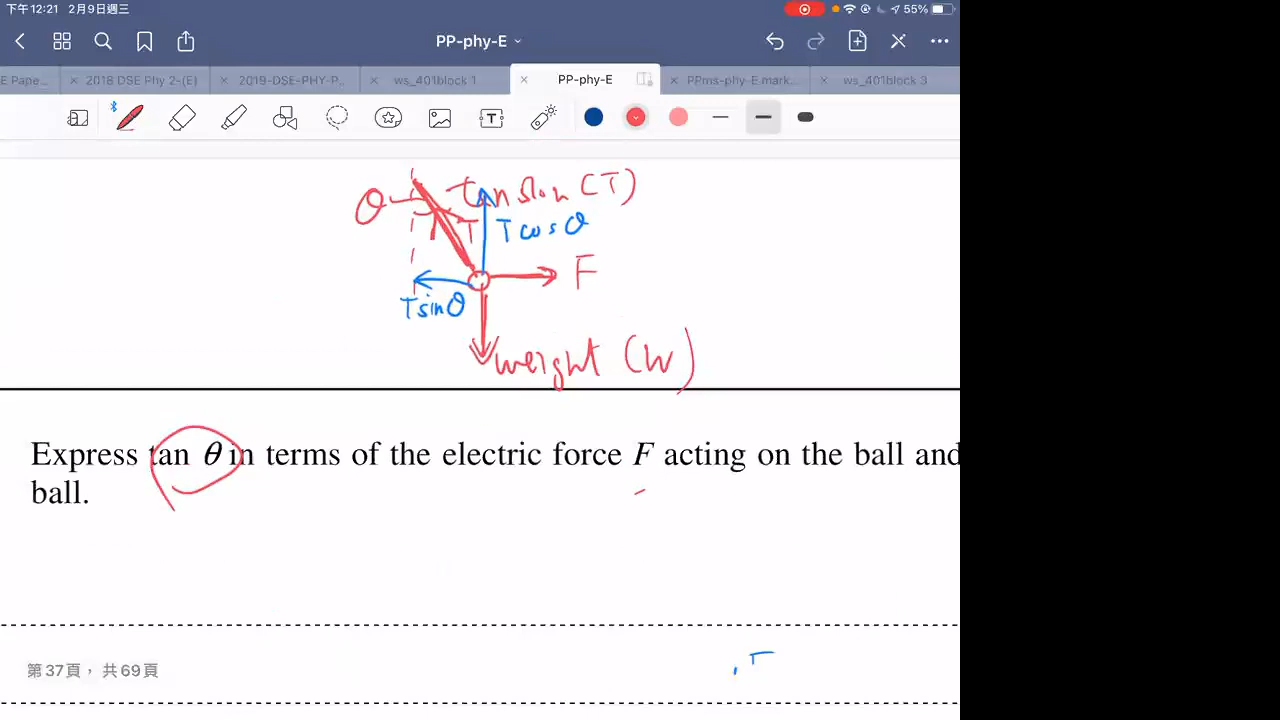 下午12:21 2月9日週三
55%
PP-phy-E
E Pape... 2018 DSE Phy 2-(E) 2019-DSE-PHY-P... ws_401block 1 PP-phy-E PPms-phy-E mark... ws_401block 3
θ tension (T)
T T cos θ
F
T sin θ
weight (W)
Express tan θ in terms of the electric force F acting on the ball and
ball.
第37頁，共69頁